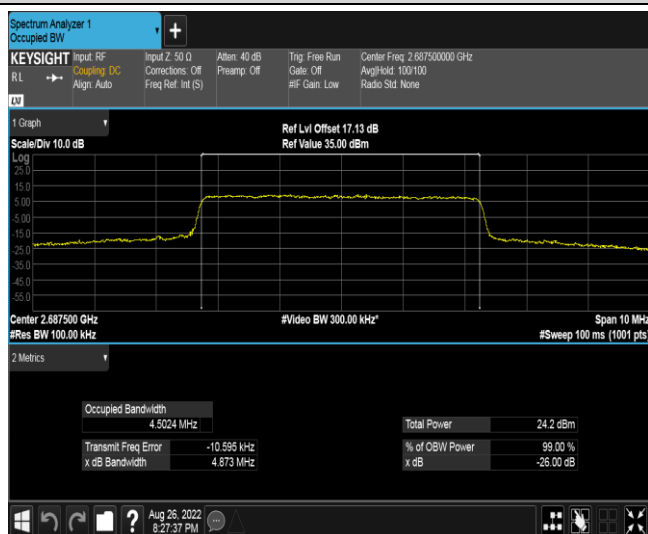 Spectrum Analyzer 1
Occupied BW
+
KEYSIGHT Input: RF Input Z: 50 Ω Atten: 40 dB Trig: Free Run Center Freq: 2.687500000 GHz
RL Coupling: DC Corrections: Off Preamp: Off Gate: Off Avg|Hold: 100/100
Align: Auto Freq Ref: Int (S) #IF Gain: Low Radio Std: None
LXI
1 Graph
Ref Lvl Offset 17.13 dB
Scale/Div 10.0 dB Ref Value 35.00 dBm
Log
25.0
15.0
5.00
-5.00
-15.0
-25.0
-35.0
-45.0
-55.0
Center 2.687500 GHz #Video BW 300.00 kHz* Span 10 MHz
#Res BW 100.00 kHz #Sweep 100 ms (1001 pts)
2 Metrics
Occupied Bandwidth
4.5024 MHz Total Power 24.2 dBm
Transmit Freq Error -10.595 kHz % of OBW Power 99.00 %
x dB Bandwidth 4.873 MHz x dB -26.00 dB
?
Aug 26, 2022
8:27:37 PM